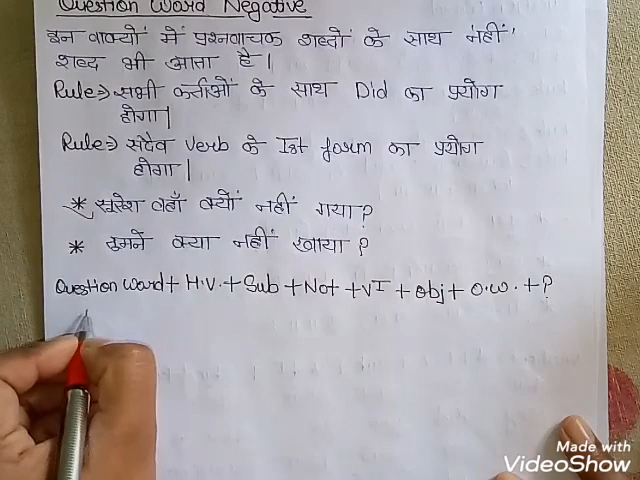 Question Word Negative
इन वाक्यों में प्रश्नवाचक शब्दों के साथ 'नहीं'
शब्द भी आता है।
Rule⇒ सभी कर्त्ताओं के साथ Did का प्रयोग
होगा।
Rule⇒ सदैव verb के Ist form का प्रयोग
होगा।
* सुरेश वहाँ क्यों नहीं गया?
* तुमने क्या नहीं खाया?
Question word + H.V. + Sub + Not + VI + obj + O.W. + ?
Made with
VideoShow